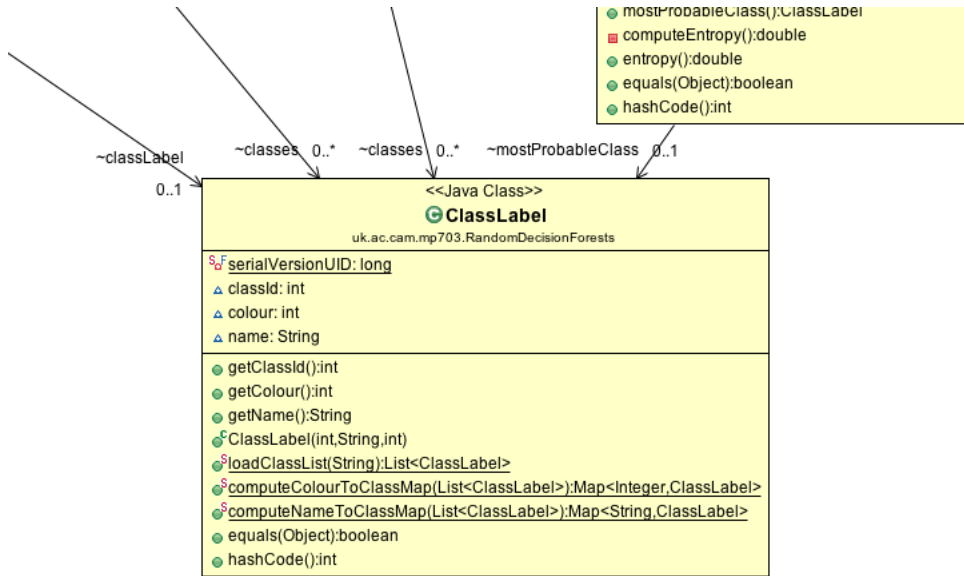 mostProbableClass():ClassLabel
computeEntropy():double
entropy():double
equals(Object):boolean
hashCode():int
~classLabel
0..1
~classes 0..*
~classes 0..*
~mostProbableClass 0..1
<<Java Class>>
ClassLabel
uk.ac.cam.mp703.RandomDecisionForests
serialVersionUID: long
classId: int
colour: int
name: String
getClassId():int
getColour():int
getName():String
ClassLabel(int,String,int)
loadClassList(String):List<ClassLabel>
computeColourToClassMap(List<ClassLabel>):Map<Integer,ClassLabel>
computeNameToClassMap(List<ClassLabel>):Map<String,ClassLabel>
equals(Object):boolean
hashCode():int